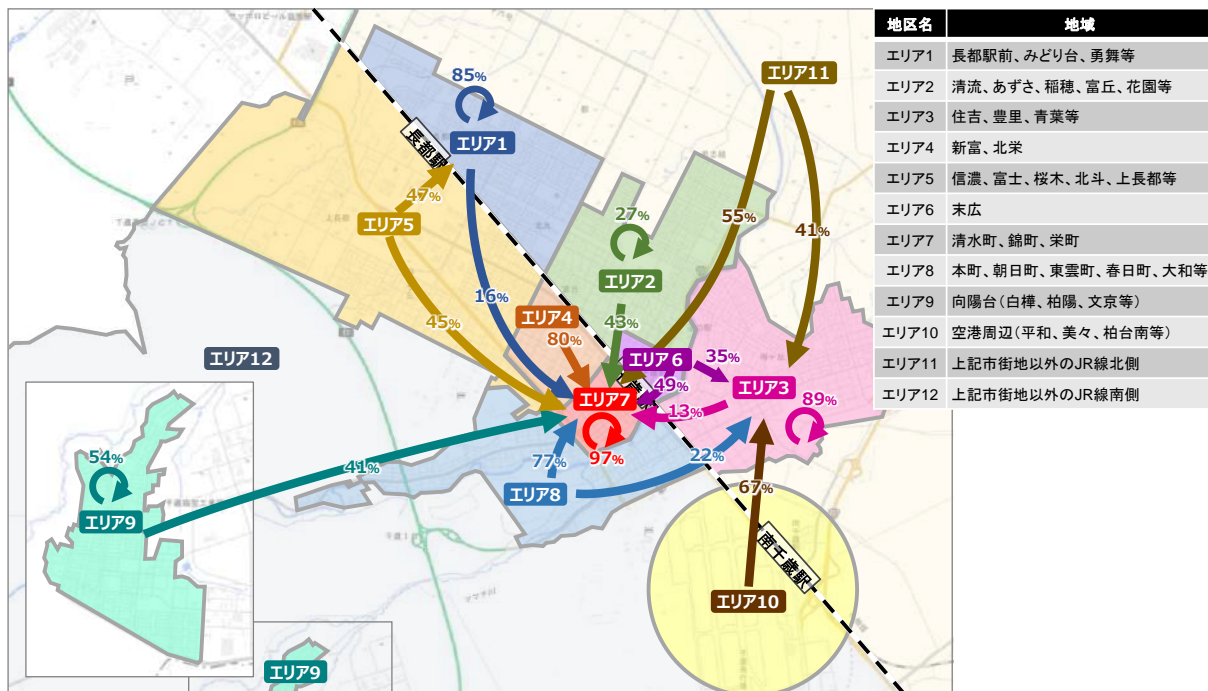 地区名 地域
エリア1 長都駅前、みどり台、勇舞等
エリア2 清流、あずさ、稲穂、富丘、花園等
エリア3 住吉、豊里、青葉等
エリア4 新富、北栄
エリア5 信濃、富士、桜木、北斗、上長都等
エリア6 末広
エリア7 清水町、錦町、栄町
エリア8 本町、朝日町、東雲町、春日町、大和等
エリア9 向陽台(白樺、柏陽、文京等)
エリア10 空港周辺(平和、美々、柏台南等)
エリア11 上記市街地以外のJR線北側
エリア12 上記市街地以外のJR線南側
85%
エリア1
エリア11
長都駅
47%
エリア5
27%
エリア2
55%
41%
16%
45%
43%
エリア4
80%
エリア12
エリア6
35%
49%
エリア3
エリア7
13%
89%
97%
54%
41%
77%
22%
エリア8
67%
エリア9
南千歳駅
エリア10
エリア9
上長都